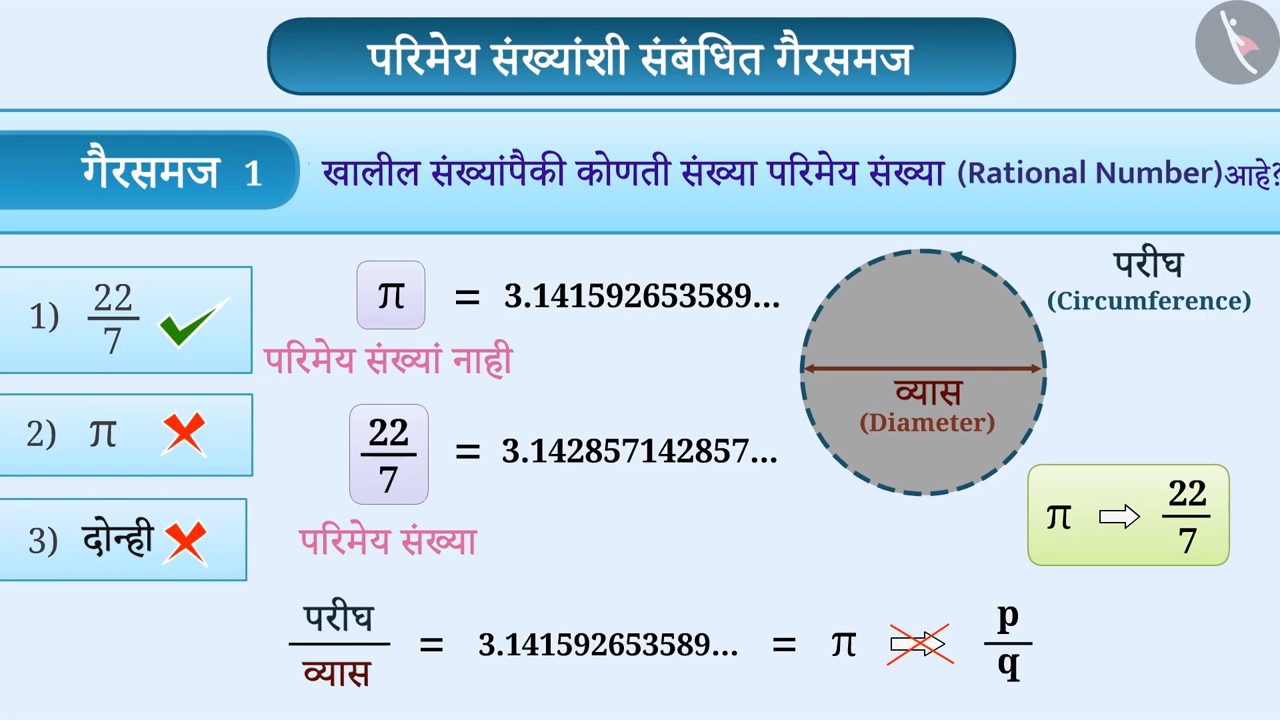 परिमेय संख्यांशी संबंधित गैरसमज
गैरसमज 1
खालील संख्यांपैकी कोणती संख्या परिमेय संख्या (Rational Number)आहे?
1) 22/7
2) π
3) दोन्ही
π = 3.141592653589...
परिमेय संख्यां नाही
22/7 = 3.142857142857...
परिमेय संख्या
परीघ
(Circumference)
व्यास
(Diameter)
π ⇨ 22/7
परीघ/व्यास = 3.141592653589... = π ⇨ p/q